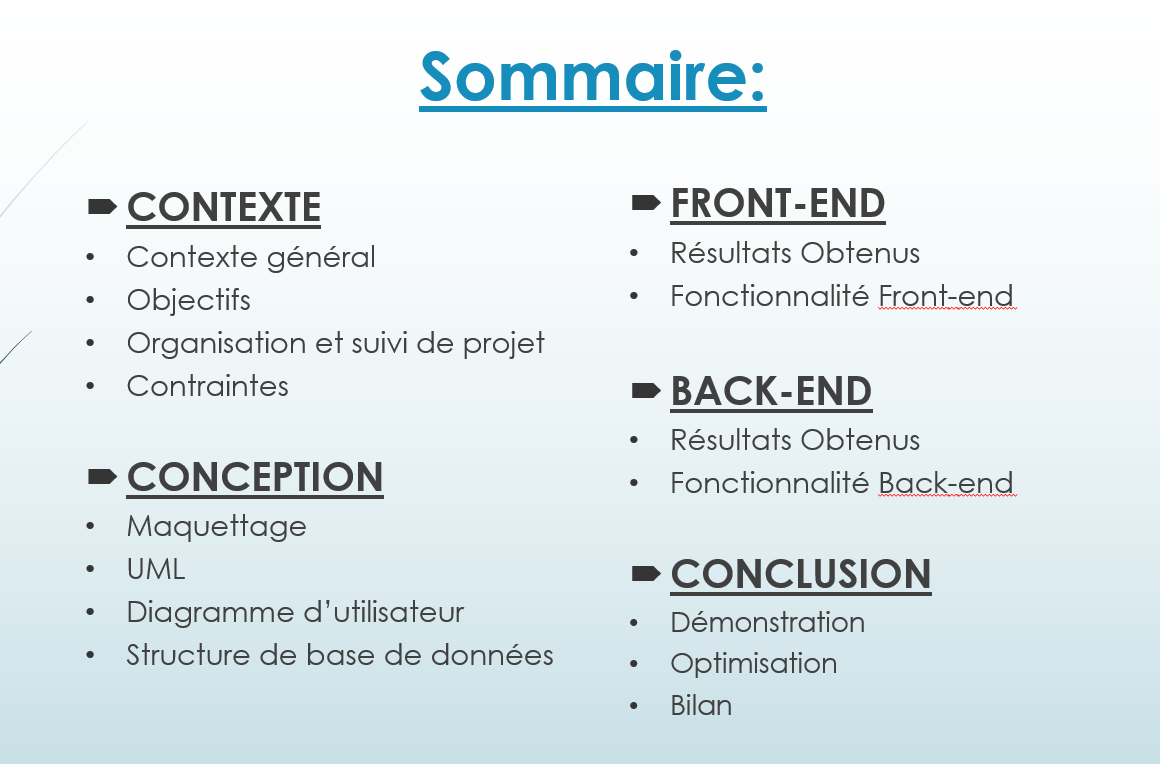 Sommaire:
CONTEXTE
• Contexte général
• Objectifs
• Organisation et suivi de projet
• Contraintes
CONCEPTION
• Maquettage
• UML
• Diagramme d’utilisateur
• Structure de base de données
FRONT-END
• Résultats Obtenus
• Fonctionnalité Front-end
BACK-END
• Résultats Obtenus
• Fonctionnalité Back-end
CONCLUSION
• Démonstration
• Optimisation
• Bilan